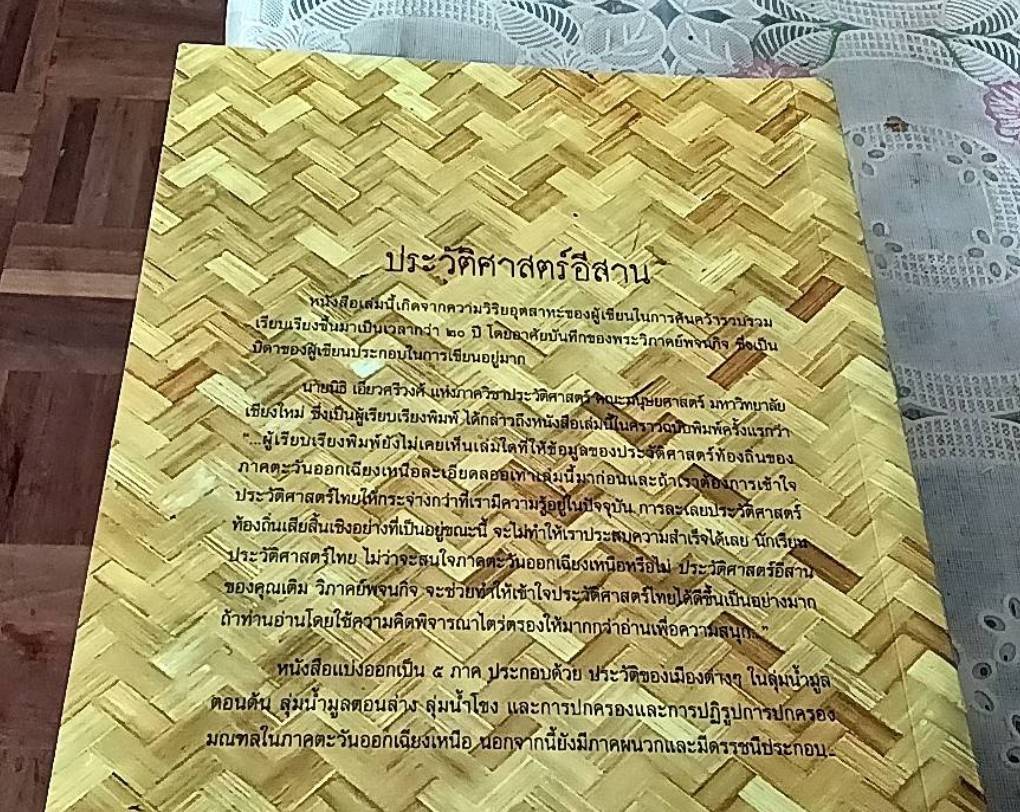 ประวัติศาสตร์อีสาน
หนังสือเล่มนี้เกิดจากความวิริยอุตสาหะของผู้เขียนในการค้นคว้ารวบรวม
เรียบเรียงขึ้นมาเป็นเวลากว่า ๒๐ ปี โดยอาศัยบันทึกของพระวิภาคย์พจนกิจ ซึ่งเป็น
บิดาของผู้เขียนประกอบในการเขียนอยู่มาก
นายนิธิ เอียวศรีวงศ์ แห่งภาควิชาประวัติศาสตร์ คณะมนุษยศาสตร์ มหาวิทยาลัย
เชียงใหม่ ซึ่งเป็นผู้เรียบเรียงพิมพ์ ได้กล่าวถึงหนังสือเล่มนี้ในคราวฉบับพิมพ์ครั้งแรกว่า
"...ผู้เรียบเรียงพิมพ์ยังไม่เคยเห็นเล่มใดที่ให้ข้อมูลของประวัติศาสตร์ท้องถิ่นของ
ภาคตะวันออกเฉียงเหนือละเอียดลออเท่าเล่มนี้มาก่อนและถ้าเราต้องการเข้าใจ
ประวัติศาสตร์ไทยให้กระจ่างกว่าที่เรามีความรู้อยู่ในปัจจุบัน การละเลยประวัติศาสตร์
ท้องถิ่นเสียสิ้นเชิงอย่างที่เป็นอยู่ขณะนี้ จะไม่ทำให้เราประสบความสำเร็จได้เลย นักเรียน
ประวัติศาสตร์ไทย ไม่ว่าจะสนใจภาคตะวันออกเฉียงเหนือหรือไม่ ประวัติศาสตร์อีสาน
ของคุณเติม วิภาคย์พจนกิจ จะช่วยทำให้เข้าใจประวัติศาสตร์ไทยได้ดีขึ้นเป็นอย่างมาก
ถ้าท่านอ่านโดยใช้ความคิดพิจารณาไตร่ตรองให้มากกว่าอ่านเพื่อความสนุก..."
หนังสือแบ่งออกเป็น ๕ ภาค ประกอบด้วย ประวัติของเมืองต่างๆ ในลุ่มน้ำมูล
ตอนต้น ลุ่มน้ำมูลตอนล่าง ลุ่มน้ำโขง และการปกครองและการปฏิรูปการปกครอง
มณฑลในภาคตะวันออกเฉียงเหนือ นอกจากนี้ยังมีภาคผนวกและมีดรรชนีประกอบ